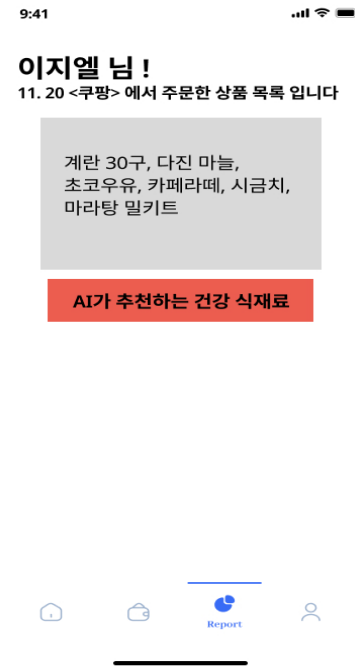 9:41
이지엘 님 !
11. 20 <쿠팡> 에서 주문한 상품 목록 입니다
계란 30구, 다진 마늘,
초코우유, 카페라떼, 시금치,
마라탕 밀키트
AI가 추천하는 건강 식재료
Report